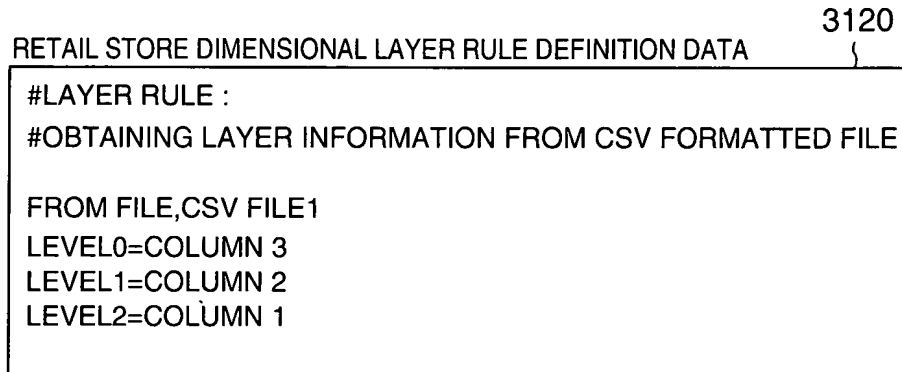 3120
RETAIL STORE DIMENSIONAL LAYER RULE DEFINITION DATA
#LAYER RULE :
#OBTAINING LAYER INFORMATION FROM CSV FORMATTED FILE
FROM FILE,CSV FILE1
LEVEL0=COLUMN 3
LEVEL1=COLUMN 2
LEVEL2=COLUMN 1